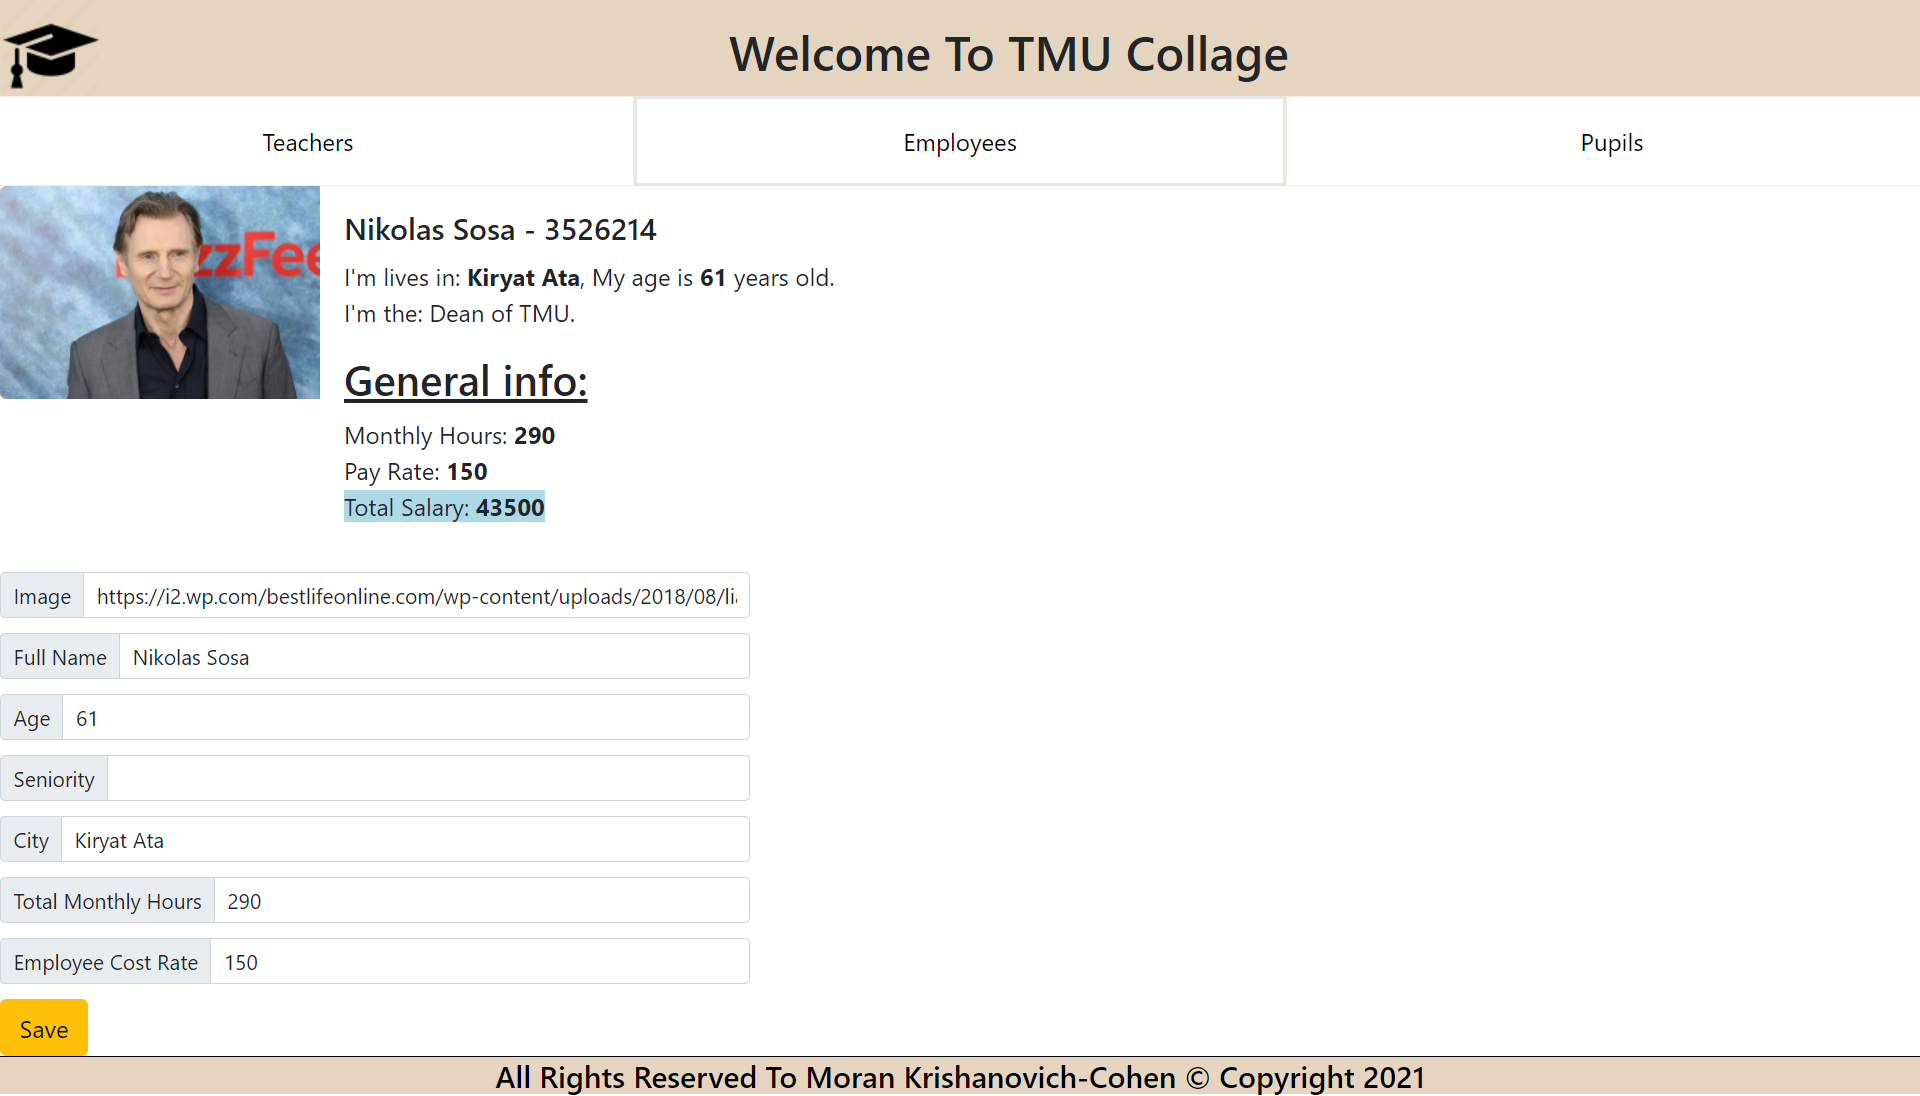 Welcome To TMU Collage
Teachers
Employees
Pupils
zzFee
Nikolas Sosa - 3526214
I'm lives in: Kiryat Ata, My age is 61 years old.
I'm the: Dean of TMU.
General info:
Monthly Hours: 290
Pay Rate: 150
Total Salary: 43500
Image https://i2.wp.com/bestlifeonline.com/wp-content/uploads/2018/08/li
Full Name Nikolas Sosa
Age 61
Seniority
City Kiryat Ata
Total Monthly Hours 290
Employee Cost Rate 150
Save
All Rights Reserved To Moran Krishanovich-Cohen © Copyright 2021